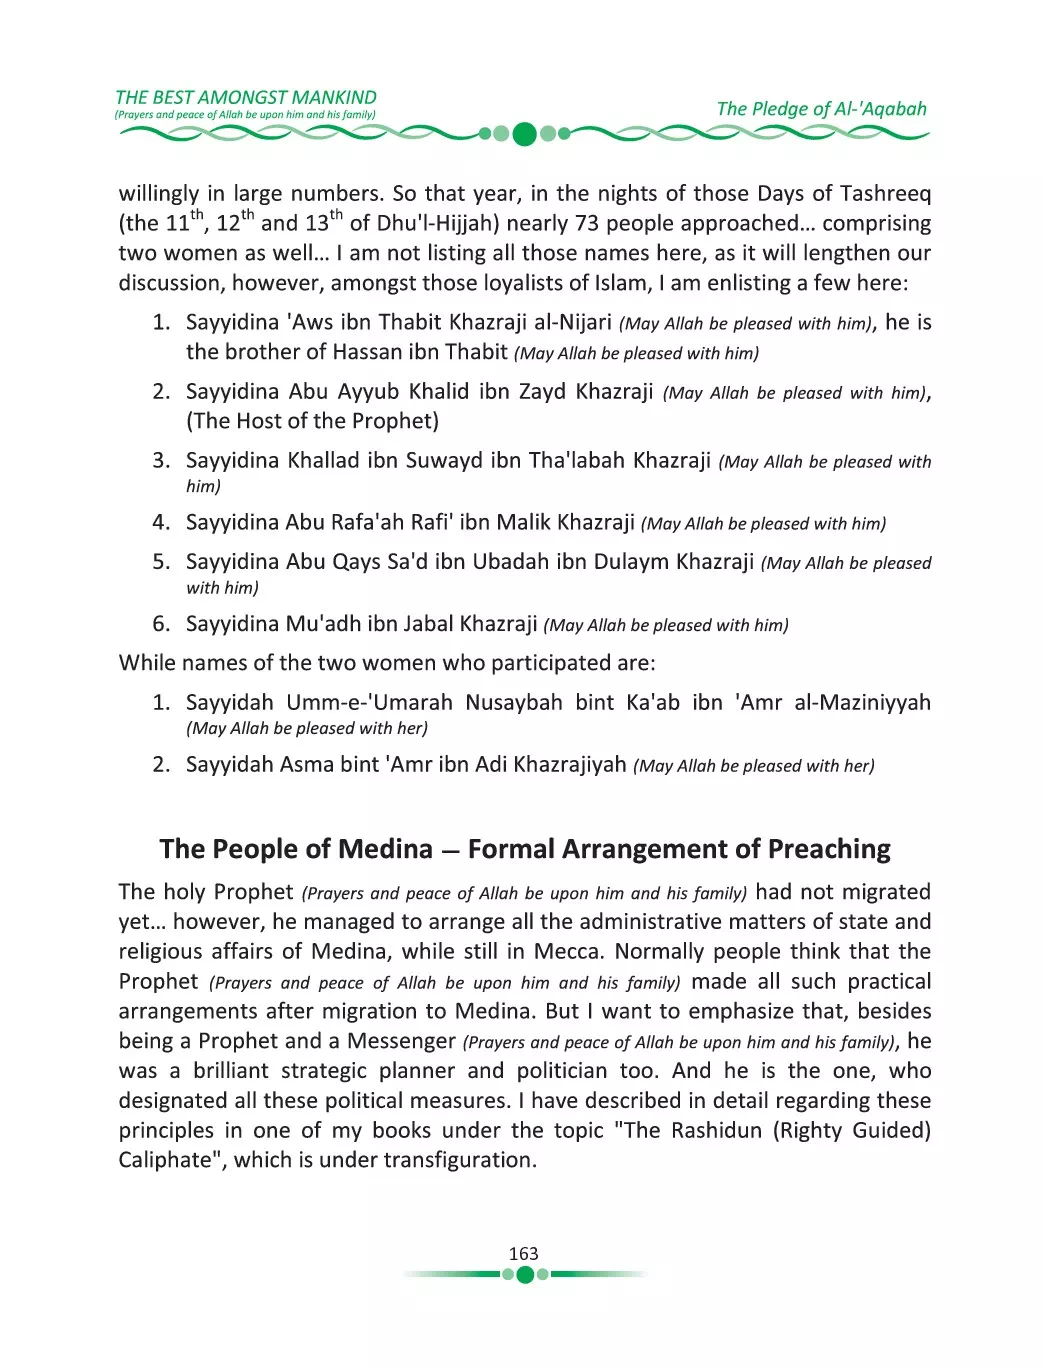 THE BEST AMONGST MANKIND
(Prayers and peace of Allah be upon him and his family)
The Pledge of Al-'Aqabah
willingly in large numbers. So that year, in the nights of those Days of Tashreeq
(the 11th, 12th and 13th of Dhu'l-Hijjah) nearly 73 people approached… comprising
two women as well… I am not listing all those names here, as it will lengthen our
discussion, however, amongst those loyalists of Islam, I am enlisting a few here:
1. Sayyidina 'Aws ibn Thabit Khazraji al-Nijari (May Allah be pleased with him), he is
the brother of Hassan ibn Thabit (May Allah be pleased with him)
2. Sayyidina Abu Ayyub Khalid ibn Zayd Khazraji (May Allah be pleased with him),
(The Host of the Prophet)
3. Sayyidina Khallad ibn Suwayd ibn Tha'labah Khazraji (May Allah be pleased with
him)
4. Sayyidina Abu Rafa'ah Rafi' ibn Malik Khazraji (May Allah be pleased with him)
5. Sayyidina Abu Qays Sa'd ibn Ubadah ibn Dulaym Khazraji (May Allah be pleased
with him)
6. Sayyidina Mu'adh ibn Jabal Khazraji (May Allah be pleased with him)
While names of the two women who participated are:
1. Sayyidah Umm-e-'Umarah Nusaybah bint Ka'ab ibn 'Amr al-Maziniyyah
(May Allah be pleased with her)
2. Sayyidah Asma bint 'Amr ibn Adi Khazrajiyah (May Allah be pleased with her)
The People of Medina — Formal Arrangement of Preaching
The holy Prophet (Prayers and peace of Allah be upon him and his family) had not migrated
yet… however, he managed to arrange all the administrative matters of state and
religious affairs of Medina, while still in Mecca. Normally people think that the
Prophet (Prayers and peace of Allah be upon him and his family) made all such practical
arrangements after migration to Medina. But I want to emphasize that, besides
being a Prophet and a Messenger (Prayers and peace of Allah be upon him and his family), he
was a brilliant strategic planner and politician too. And he is the one, who
designated all these political measures. I have described in detail regarding these
principles in one of my books under the topic "The Rashidun (Righty Guided)
Caliphate", which is under transfiguration.
163